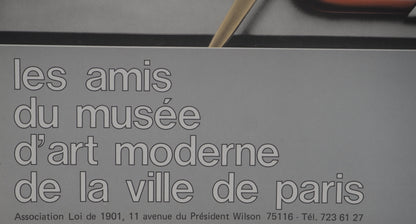 les amis
du musée
d'art moderne
de la ville de paris
Association Loi de 1901, 11 avenue du Président Wilson 75116 - Tél. 723 61 27